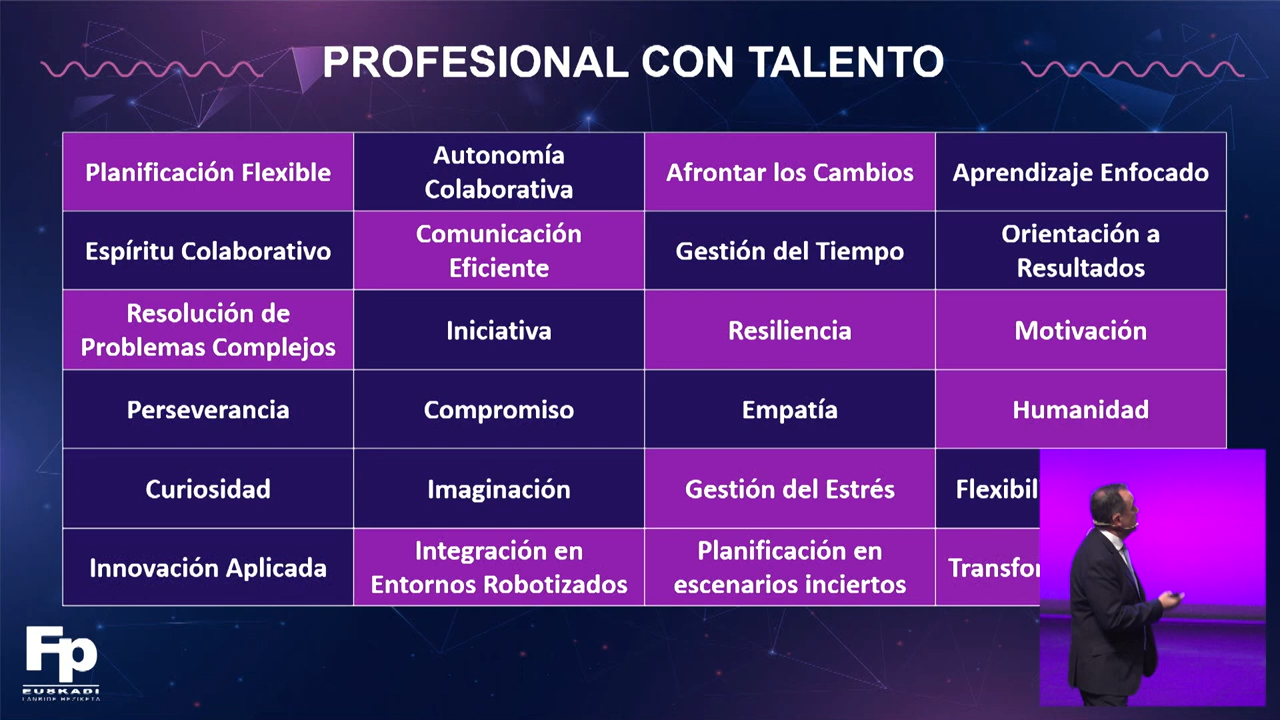 PROFESIONAL CON TALENTO
Planificación Flexible
Autonomía
Colaborativa
Afrontar los Cambios
Aprendizaje Enfocado
Espíritu Colaborativo
Comunicación
Eficiente
Gestión del Tiempo
Orientación a
Resultados
Resolución de
Problemas Complejos
Iniciativa
Resiliencia
Motivación
Perseverancia
Compromiso
Empatía
Humanidad
Curiosidad
Imaginación
Gestión del Estrés
Innovación Aplicada
Integración en
Entornos Robotizados
Planificación en
escenarios inciertos
Fp
EUSKADI
LANBIDE HEZIKETA